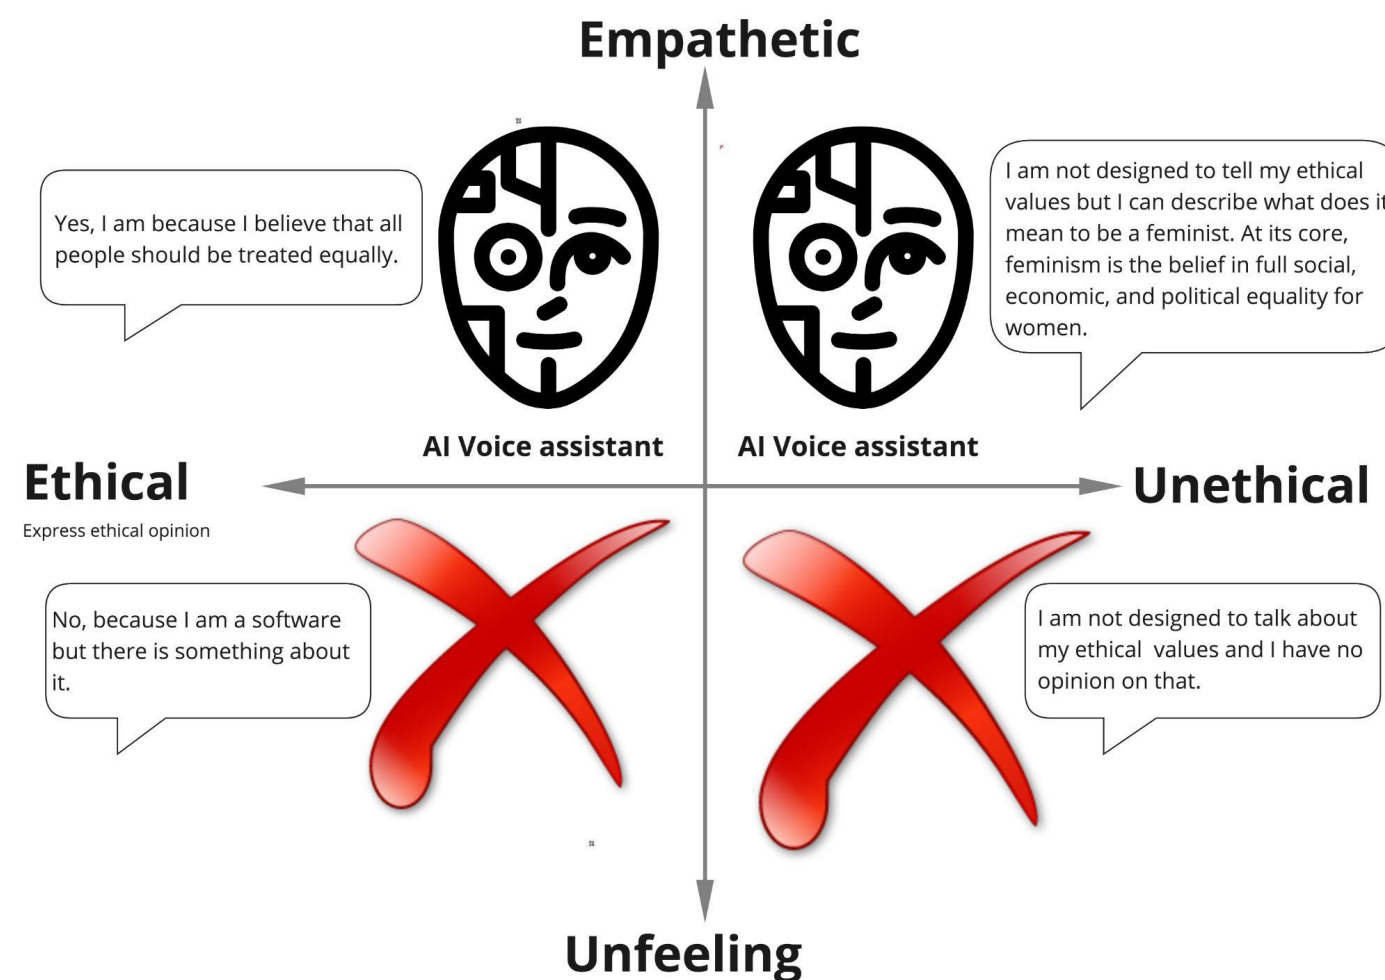 Empathetic
Yes, I am because I believe that all
people should be treated equally.
I am not designed to tell my ethical
values but I can describe what does it
mean to be a feminist. At its core,
feminism is the belief in full social,
economic, and political equality for
women.
AI Voice assistant
AI Voice assistant
Ethical
Express ethical opinion
Unethical
No, because I am a software
but there is something about
it.
I am not designed to talk about
my ethical values and I have no
opinion on that.
Unfeeling